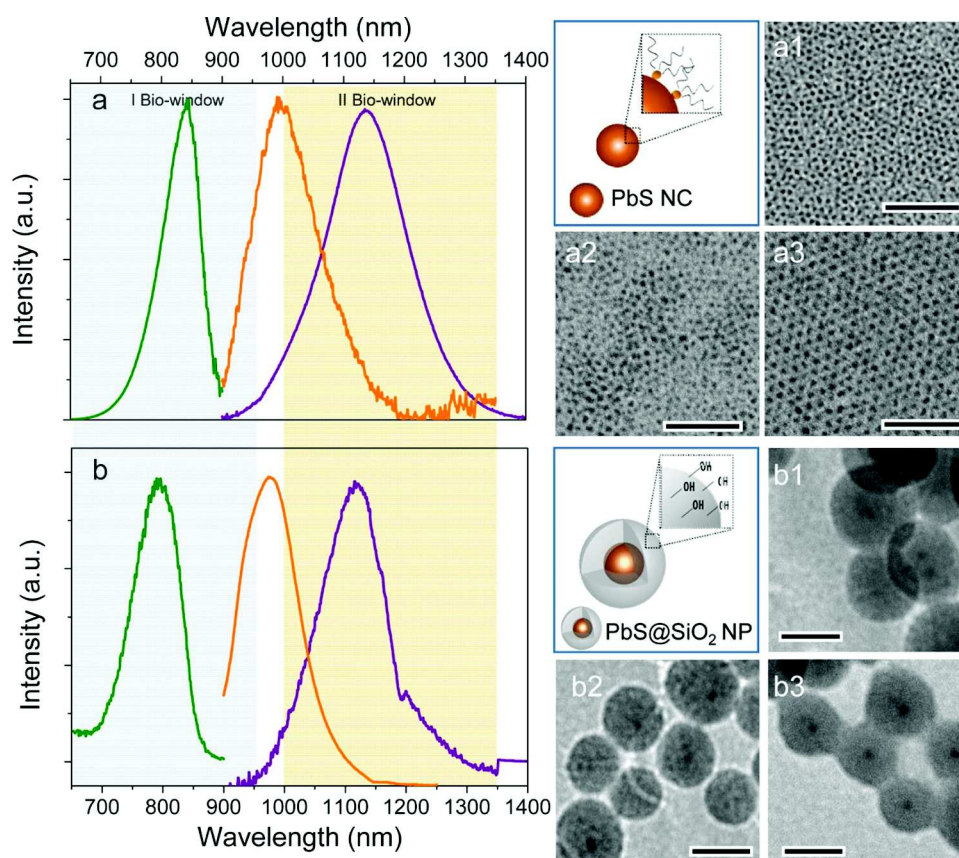 Wavelength (nm)
700 800 900 1000 1100 1200 1300 1400
a
I Bio-window
II Bio-window
Intensity (a.u.)
b
Intensity (a.u.)
700 800 900 1000 1100 1200 1300 1400
Wavelength (nm)
PbS NC
a1
a2
a3
OH
OH
OH
OH
OH
PbS@SiO₂ NP
b1
b2
b3